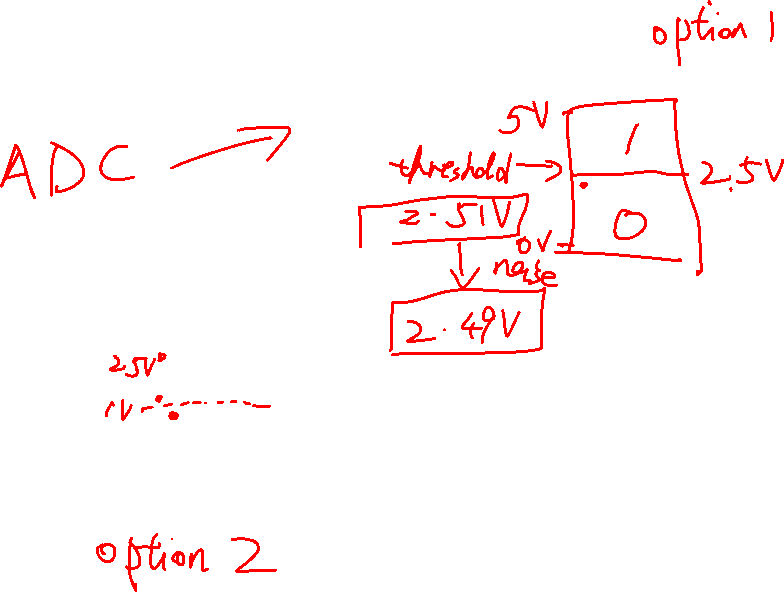 option 1
ADC
5V
1
threshold
2.5V
2.51V
0
0V
noise
2.49V
2.5V
1V
option 2